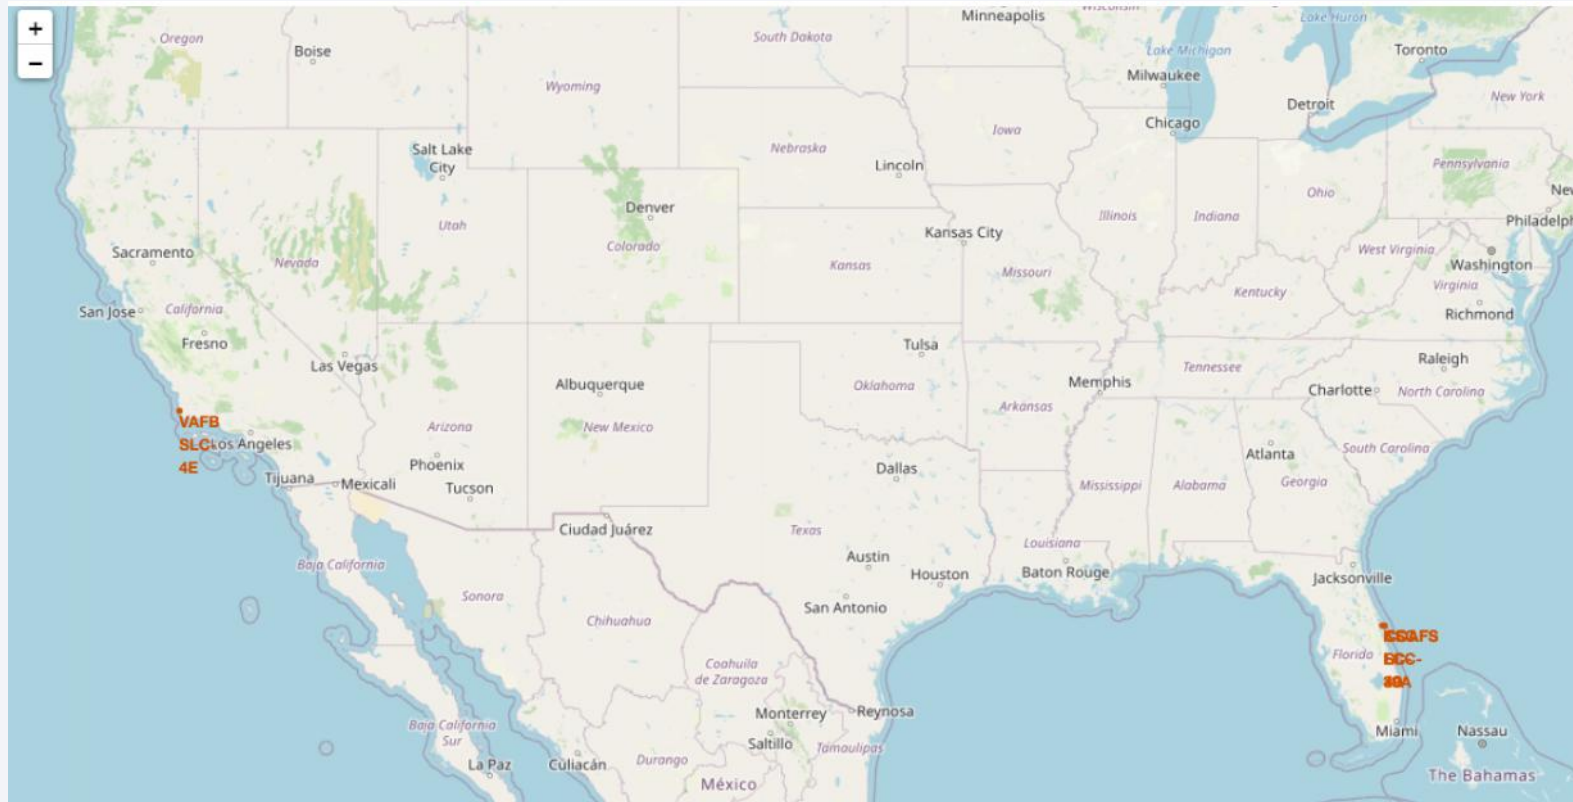 +
−
Oregon
Boise
Wyoming
South Dakota
Minneapolis
Wisconsin
Lake Huron
Lake Michigan
Toronto
Milwaukee
New York
Detroit
Iowa
Chicago
Salt Lake
City
Nebraska
Lincoln
Pennsylvania
Ohio
New
Denver
Utah
Illinois
Indiana
Philadelph
Kansas City
Colorado
Sacramento
Nevada
Kansas
Missouri
West Virginia
Washington
Virginia
Kentucky
San Jose
California
Richmond
Fresno
Las Vegas
Tulsa
Tennessee
Raleigh
Albuquerque
Oklahoma
Memphis
Charlotte
North Carolina
Arkansas
VAFB
SLC-
4E
Los Angeles
Arizona
New Mexico
Phoenix
Dallas
Atlanta
South Carolina
Tijuana
Mexicali
Tucson
Mississippi
Alabama
Georgia
Ciudad Juárez
Texas
Louisiana
Austin
Baja California
Houston
Baton Rouge
Jacksonville
Sonora
San Antonio
Chihuahua
Florida
Coahuila
de Zaragoza
Monterrey
Reynosa
Baja California
Sur
Saltillo
Tamaulipas
Miami
Nassau
La Paz
Culiacán
Durango
México
The Bahamas